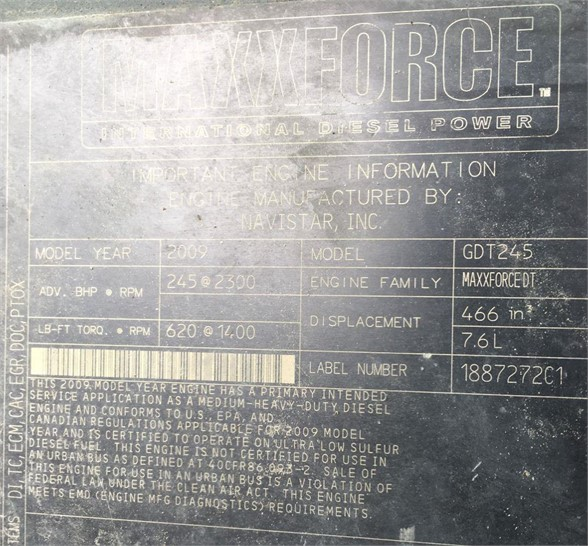 MAXXFORCE TM
INTERNATIONAL DIESEL POWER
IMPORTANT ENGINE INFORMATION
ENGINE MANUFACTURED BY:
NAVISTAR, INC.
MODEL YEAR 2009 MODEL GDT245
ADV. BHP • RPM 245 @ 2300 ENGINE FAMILY MAXXFORCEDT
LB-FT TORQ. • RPM 620 @ 1400 DISPLACEMENT 466 in³
7.6 L
LABEL NUMBER 1887272C1
THIS 2009 MODEL YEAR ENGINE HAS A PRIMARY INTENDED
SERVICE APPLICATION AS A MEDIUM-HEAVY-DUTY DIESEL
ENGINE AND CONFORMS TO U.S. EPA, AND
CANADIAN REGULATIONS APPLICABLE FOR 2009 MODEL
YEAR AND IS CERTIFIED TO OPERATE ON ULTRA LOW SULFUR
DIESEL FUEL. THIS ENGINE IS NOT CERTIFIED FOR USE IN
AN URBAN BUS AS DEFINED AT 40CFR86.093-2. SALE OF
THIS ENGINE FOR USE IN AN URBAN BUS IS A VIOLATION OF
FEDERAL LAW UNDER THE CLEAN AIR ACT. THIS ENGINE
MEETS EMD (ENGINE MFG DIAGNOSTICS) REQUIREMENTS.
DI, TC, ECM, CAC, EGR, DOC, PTOX